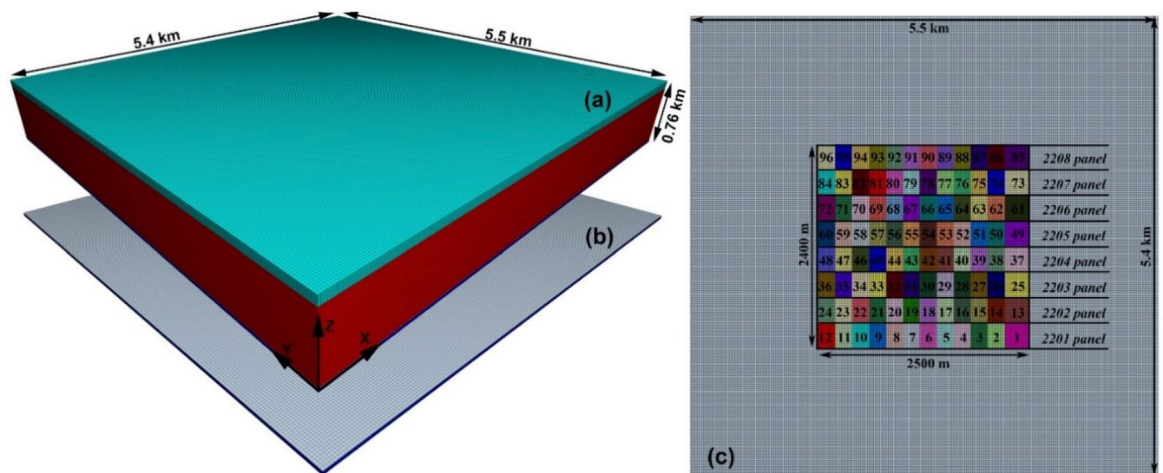 5.4 km
5.5 km
(a)
0.76 km
(b)
Z
Y
X
5.5 km
5.4 km
96 94 93 92 91 90 89 88 87 85 2208 panel
84 83 81 80 79 78 77 76 75 73 2207 panel
72 71 70 69 68 67 66 65 64 63 62 61 2206 panel
60 59 58 57 56 55 54 53 52 51 50 49 2205 panel
48 47 46 44 43 42 41 40 39 38 37 2204 panel
36 35 34 33 30 29 28 27 25 2203 panel
24 23 22 21 20 19 18 17 16 15 14 13 2202 panel
12 11 10 9 8 7 6 5 4 3 2 1 2201 panel
2400 m
2500 m
(c)